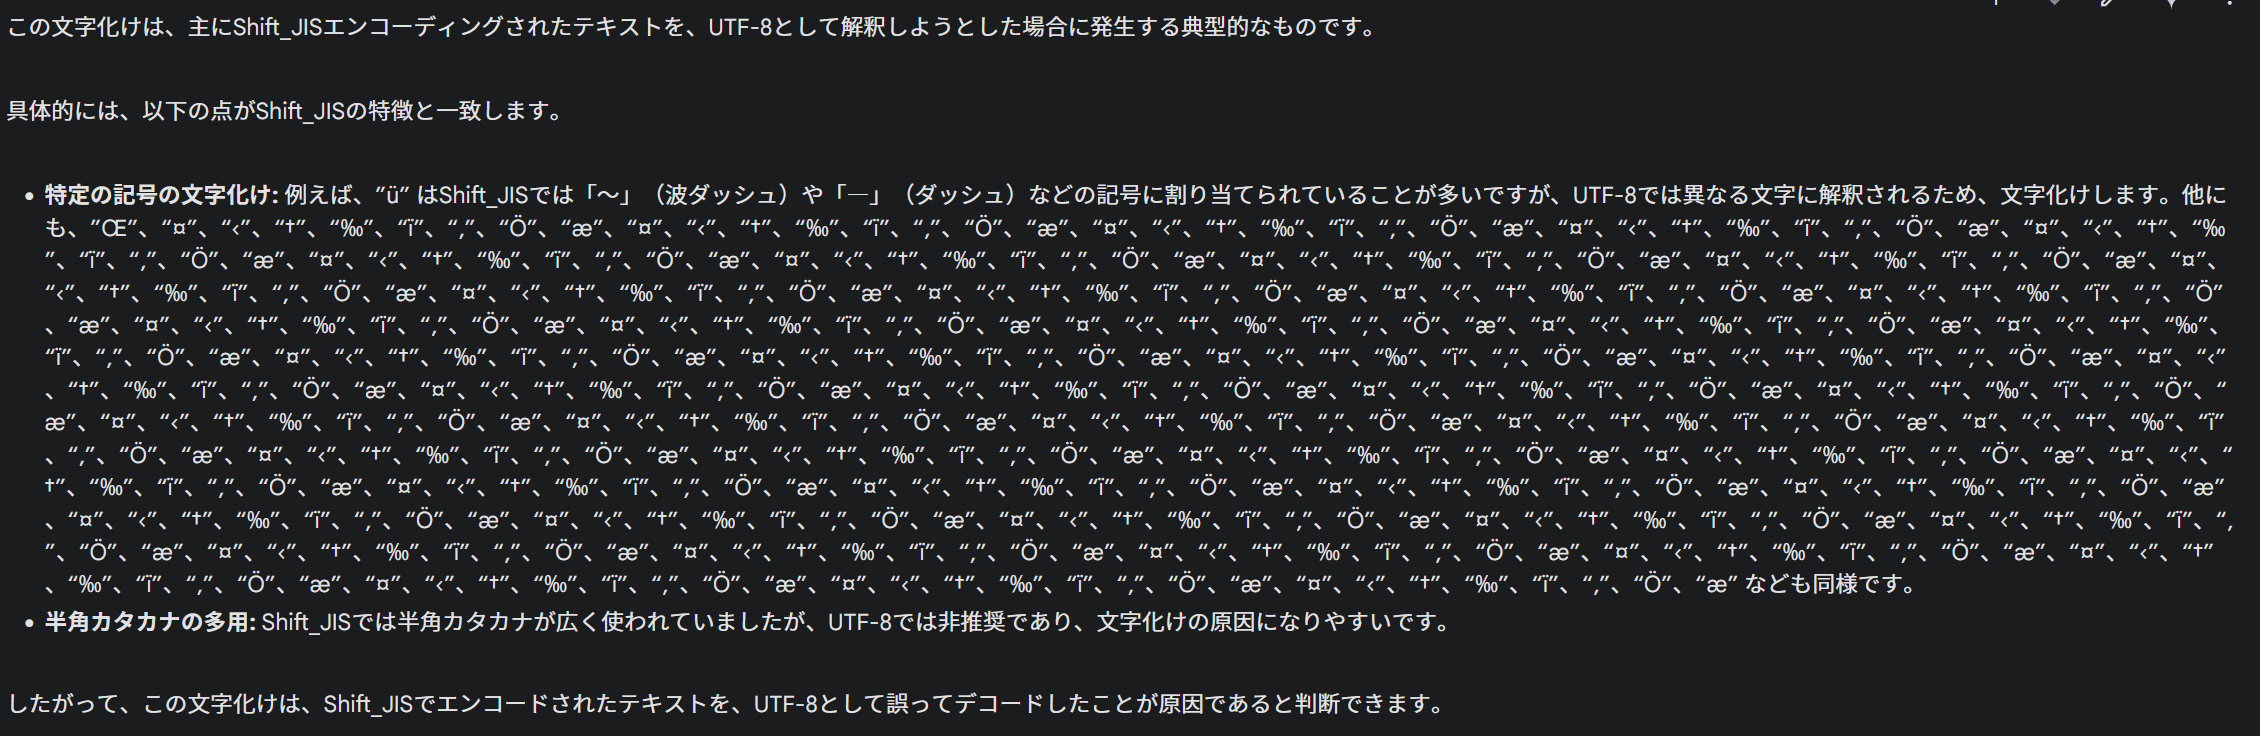 この文字化けは、主にShift_JISエンコーディングされたテキストを、UTF-8として解釈しようとした場合に発生する典型的なものです。
具体的には、以下の点がShift_JISの特徴と一致します。
• 特定の記号の文字化け: 例えば、”ü” はShift_JISでは「～」（波ダッシュ）や「―」（ダッシュ）などの記号に割り当てられていることが多いですが、UTF-8では異なる文字に解釈されるため、文字化けします。他に
も、”Œ”、“¤”、“‹”、“†”、“‰”、“ï”、“‚”、“Ö”、“æ”、“¤”、“‹”、“†”、“‰”、“ï”、“‚”、“Ö”、“æ”、“¤”、“‹”、“†”、“‰”、“ï”、“‚”、“Ö”、“æ”、“¤”、“‹”、“†”、“‰”、“ï”、“‚”、“Ö”、“æ”、“¤”、“‹”、“†”、“‰
”、“ï”、“‚”、“Ö”、“æ”、“¤”、“‹”、“†”、“‰”、“ï”、“‚”、“Ö”、“æ”、“¤”、“‹”、“†”、“‰”、“ï”、“‚”、“Ö”、“æ”、“¤”、“‹”、“†”、“‰”、“ï”、“‚”、“Ö”、“æ”、“¤”、“‹”、“†”、“‰”、“ï”、“‚”、“Ö”、“æ”、“¤”、
“‹”、“†”、“‰”、“ï”、“‚”、“Ö”、“æ”、“¤”、“‹”、“†”、“‰”、“ï”、“‚”、“Ö”、“æ”、“¤”、“‹”、“†”、“‰”、“ï”、“‚”、“Ö”、“æ”、“¤”、“‹”、“†”、“‰”、“ï”、“‚”、“Ö”、“æ”、“¤”、“‹”、“†”、“‰”、“ï”、“‚”、“Ö”
、“æ”、“¤”、“‹”、“†”、“‰”、“ï”、“‚”、“Ö”、“æ”、“¤”、“‹”、“†”、“‰”、“ï”、“‚”、“Ö”、“æ”、“¤”、“‹”、“†”、“‰”、“ï”、“‚”、“Ö”、“æ”、“¤”、“‹”、“†”、“‰”、“ï”、“‚”、“Ö”、“æ”、“¤”、“‹”、“†”、“‰”、
“ï”、“‚”、“Ö”、“æ”、“¤”、“‹”、“†”、“‰”、“ï”、“‚”、“Ö”、“æ”、“¤”、“‹”、“†”、“‰”、“ï”、“‚”、“Ö”、“æ”、“¤”、“‹”、“†”、“‰”、“ï”、“‚”、“Ö”、“æ”、“¤”、“‹”、“†”、“‰”、“ï”、“‚”、“Ö”、“æ”、“¤”、“‹”
、“†”、“‰”、“ï”、“‚”、“Ö”、“æ”、“¤”、“‹”、“†”、“‰”、“ï”、“‚”、“Ö”、“æ”、“¤”、“‹”、“†”、“‰”、“ï”、“‚”、“Ö”、“æ”、“¤”、“‹”、“†”、“‰”、“ï”、“‚”、“Ö”、“æ”、“¤”、“‹”、“†”、“‰”、“ï”、“‚”、“Ö”、“
æ”、“¤”、“‹”、“†”、“‰”、“ï”、“‚”、“Ö”、“æ”、“¤”、“‹”、“†”、“‰”、“ï”、“‚”、“Ö”、“æ”、“¤”、“‹”、“†”、“‰”、“ï”、“‚”、“Ö”、“æ”、“¤”、“‹”、“†”、“‰”、“ï”、“‚”、“Ö”、“æ”、“¤”、“‹”、“†”、“‰”、“ï”
、“‚”、“Ö”、“æ”、“¤”、“‹”、“†”、“‰”、“ï”、“‚”、“Ö”、“æ”、“¤”、“‹”、“†”、“‰”、“ï”、“‚”、“Ö”、“æ”、“¤”、“‹”、“†”、“‰”、“ï”、“‚”、“Ö”、“æ”、“¤”、“‹”、“†”、“‰”、“ï”、“‚”、“Ö”、“æ”、“¤”、“‹”、“
†”、“‰”、“ï”、“‚”、“Ö”、“æ”、“¤”、“‹”、“†”、“‰”、“ï”、“‚”、“Ö”、“æ”、“¤”、“‹”、“†”、“‰”、“ï”、“‚”、“Ö”、“æ”、“¤”、“‹”、“†”、“‰”、“ï”、“‚”、“Ö”、“æ”、“¤”、“‹”、“†”、“‰”、“ï”、“‚”、“Ö”、“æ”
、“¤”、“‹”、“†”、“‰”、“ï”、“‚”、“Ö”、“æ”、“¤”、“‹”、“†”、“‰”、“ï”、“‚”、“Ö”、“æ”、“¤”、“‹”、“†”、“‰”、“ï”、“‚”、“Ö”、“æ”、“¤”、“‹”、“†”、“‰”、“ï”、“‚”、“Ö”、“æ”、“¤”、“‹”、“†”、“‰”、“ï”、“‚
”、“Ö”、“æ”、“¤”、“‹”、“†”、“‰”、“ï”、“‚”、“Ö”、“æ”、“¤”、“‹”、“†”、“‰”、“ï”、“‚”、“Ö”、“æ”、“¤”、“‹”、“†”、“‰”、“ï”、“‚”、“Ö”、“æ”、“¤”、“‹”、“†”、“‰”、“ï”、“‚”、“Ö”、“æ”、“¤”、“‹”、“†”
、“‰”、“ï”、“‚”、“Ö”、“æ”、“¤”、“‹”、“†”、“‰”、“ï”、“‚”、“Ö”、“æ”、“¤”、“‹”、“†”、“‰”、“ï”、“‚”、“Ö”、“æ”、“¤”、“‹”、“†”、“‰”、“ï”、“‚”、“Ö”、“æ” なども同様です。
• 半角カタカナの多用: Shift_JISでは半角カタカナが広く使われていましたが、UTF-8では非推奨であり、文字化けの原因になりやすいです。
したがって、この文字化けは、Shift_JISでエンコードされたテキストを、UTF-8として誤ってデコードしたことが原因であると判断できます。